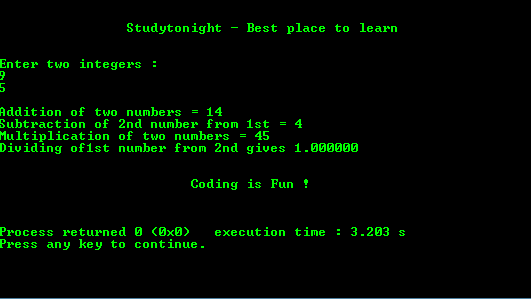 Studytonight - Best place to learn
Enter two integers :
9
5
Addition of two numbers = 14
Subtraction of 2nd number from 1st = 4
Multiplication of two numbers = 45
Dividing of1st number from 2nd gives 1.000000
Coding is Fun !
Process returned 0 (0x0)   execution time : 3.203 s
Press any key to continue.